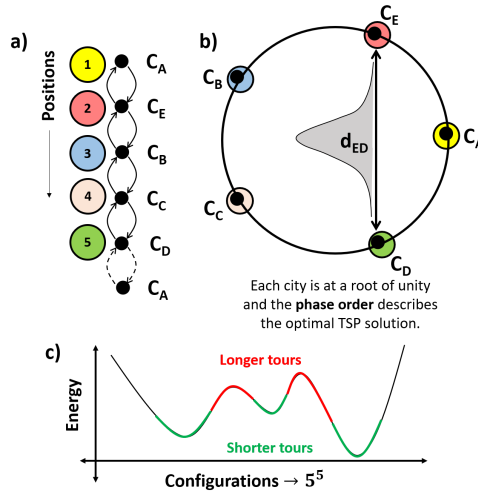 a)
Positions
1
2
3
4
5
C_A
C_E
C_B
C_C
C_D
C_A
b)
C_E
C_B
C_A
C_C
C_D
d_ED
Each city is at a root of unity
and the phase order describes
the optimal TSP solution.
c)
Energy
Longer tours
Shorter tours
Configurations → 5^5